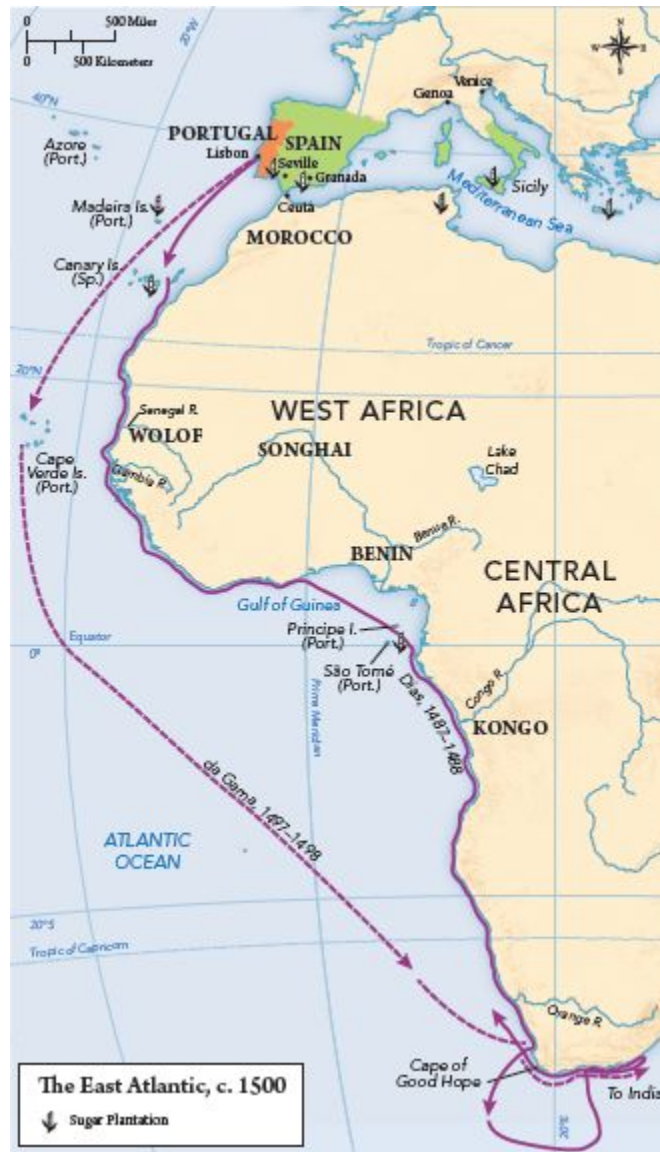 500 Miler
0
500 Kilometers
20°W
N
W E
S
40°N
Azore
(Port.)
PORTUGAL
Lisbon
SPAIN
Seville
Granada
Ceuta
Genoa
Venice
Sicily
Mediterranean Sea
Madeira Is.
(Port.)
MOROCCO
Canary Is.
(Sp.)
Tropic of Cancer
20°N
Senegal R.
WOLOF
WEST AFRICA
SONGHAI
Lake
Chad
Cape
Verde Is.
(Port.)
Gambia R.
Benue R.
BENIN
CENTRAL
AFRICA
Gulf of Guinea
Principe I.
(Port.)
Equator
0°
São Tomé
(Port.)
Congo R.
KONGO
Prime Meridian
Dias, 1487–1488
da Gama, 1497–1498
ATLANTIC
OCEAN
20°S
Tropic of Capricorn
Orange R.
Cape of
Good Hope
To India
20°E
The East Atlantic, c. 1500
Sugar Plantation